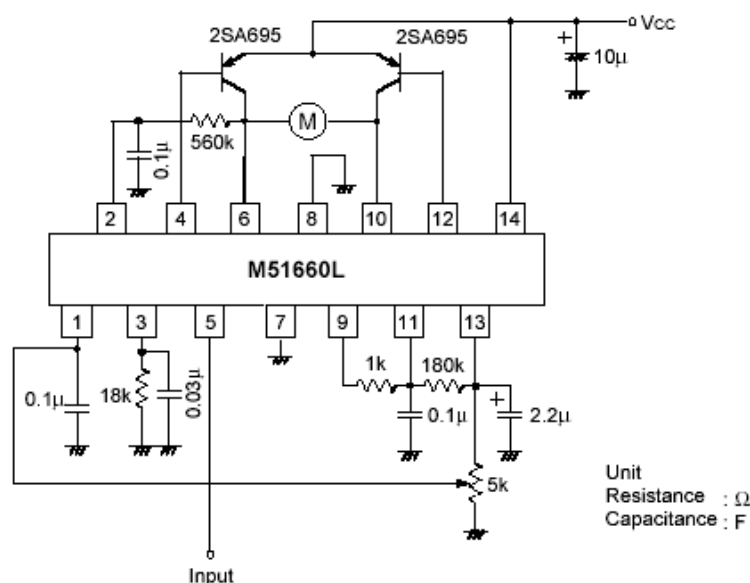 Vcc
2SA695 2SA695
10μ
+
M
560k
0.1μ
2 4 6 8 10 12 14
M51660L
1 3 5 7 9 11 13
1k 180k
0.1μ 18k 0.03μ 0.1μ + 2.2μ
5k
Unit
Resistance : Ω
Capacitance : F
Input